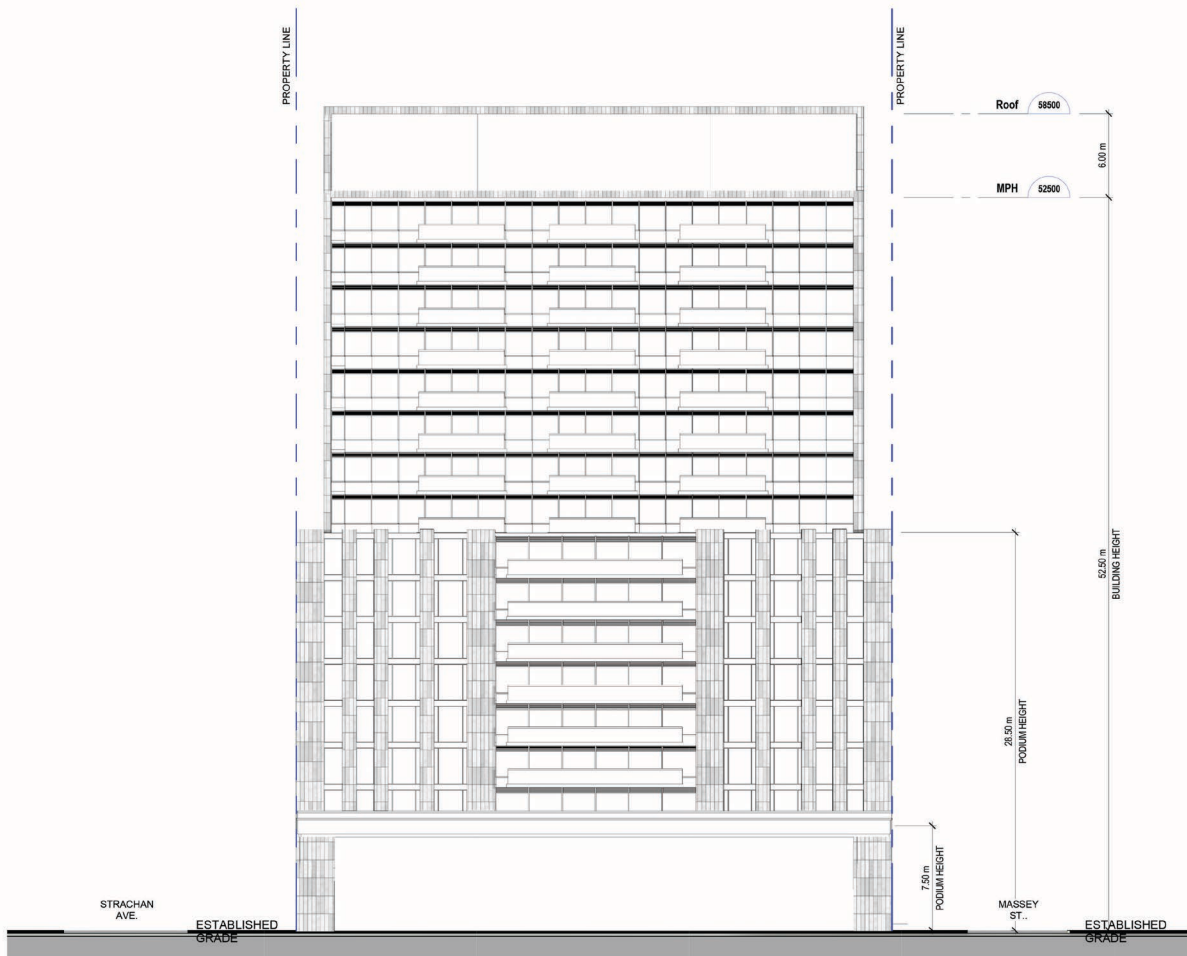 PROPERTY LINE
PROPERTY LINE
Roof 58500
6.00 m
MPH 52500
52.50 m
BUILDING HEIGHT
28.50 m
PODIUM HEIGHT
7.50 m
PODIUM HEIGHT
STRACHAN
AVE.
ESTABLISHED
GRADE
MASSEY
ST..
ESTABLISHED
GRADE